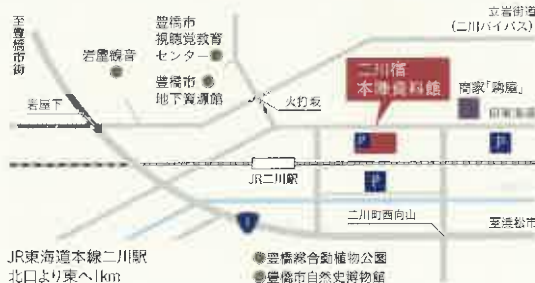 至豊橋市街
岩屋観音
豊橋市
視聴覚教育
センター
豊橋市
地下資源館
岩屋下
火打坂
立岩街道
(二川バイパス)
二川宿
本陣資料館
商家「駒屋」
旧東海道
P
P
P
JR二川駅
1
二川町西向山
至浜松市
JR東海道本線二川駅
北口より東へ1km
豊橋総合動植物公園
豊橋市自然史博物館